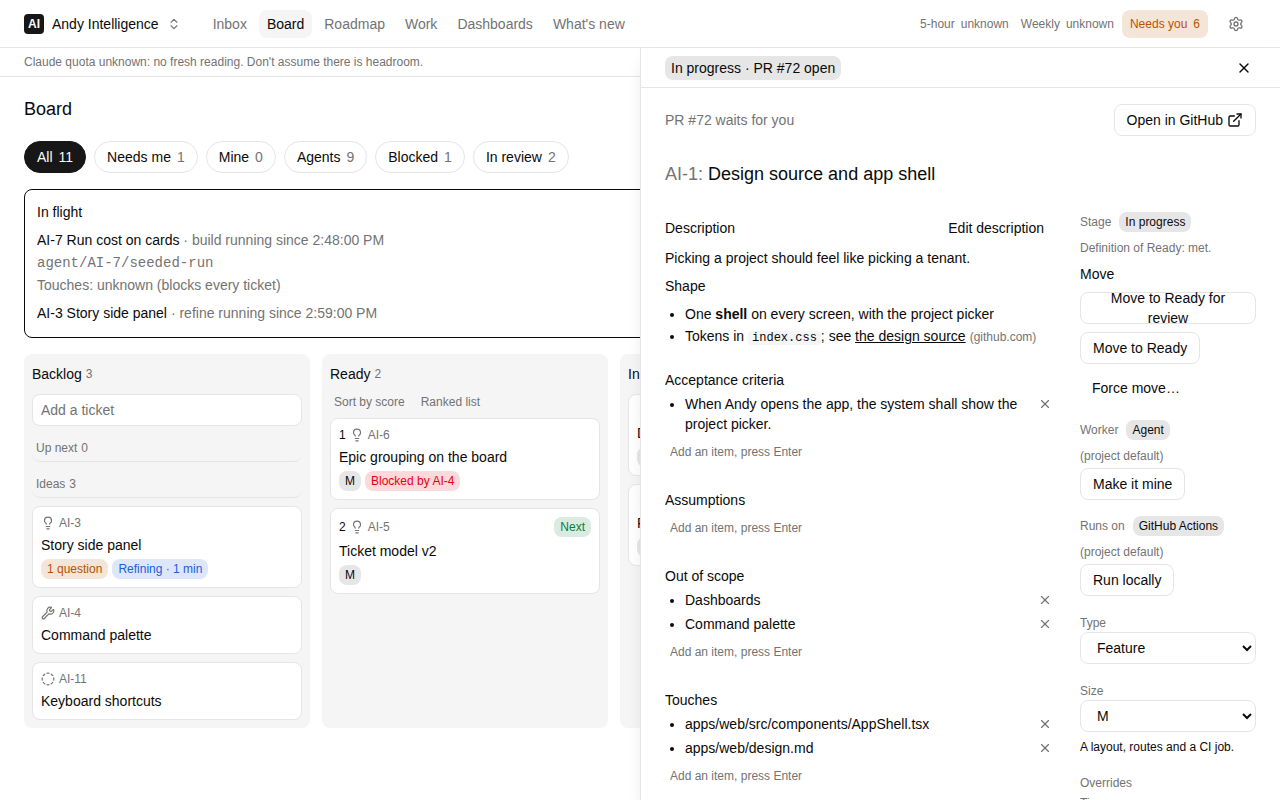 AI Andy Intelligence Inbox Board Roadmap Work Dashboards What's new 5-hour unknown Weekly unknown Needs you 6
Claude quota unknown: no fresh reading. Don't assume there is headroom.
Board
All 11 Needs me 1 Mine 0 Agents 9 Blocked 1 In review 2
In flight
AI-7 Run cost on cards · build running since 2:48:00 PM
agent/AI-7/seeded-run
Touches: unknown (blocks every ticket)
AI-3 Story side panel · refine running since 2:59:00 PM
Backlog 3
Add a ticket
Up next 0
Ideas 3
AI-3
Story side panel
1 question Refining · 1 min
AI-4
Command palette
AI-11
Keyboard shortcuts
Ready 2
Sort by score Ranked list
1 AI-6
Epic grouping on the board
M Blocked by AI-4
2 AI-5 Next
Ticket model v2
M
In
In progress · PR #72 open
PR #72 waits for you
Open in GitHub
AI-1: Design source and app shell
Description Edit description
Picking a project should feel like picking a tenant.
Shape
• One shell on every screen, with the project picker
• Tokens in index.css; see the design source (github.com)
Acceptance criteria
• When Andy opens the app, the system shall show the
project picker.
Add an item, press Enter
Assumptions
Add an item, press Enter
Out of scope
• Dashboards
• Command palette
Add an item, press Enter
Touches
• apps/web/src/components/AppShell.tsx
• apps/web/design.md
Add an item, press Enter
Stage In progress
Definition of Ready: met.
Move
Move to Ready for
review
Move to Ready
Force move…
Worker Agent
(project default)
Make it mine
Runs on GitHub Actions
(project default)
Run locally
Type
Feature
Size
M
A layout, routes and a CI job.
Overrides